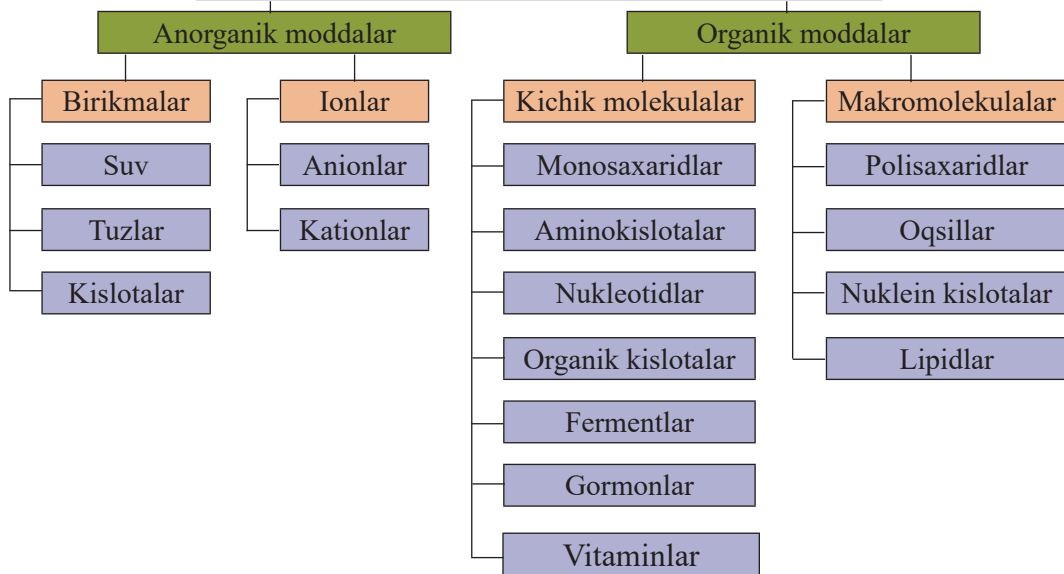 Anorganik moddalar
Organik moddalar
Birikmalar
Suv
Tuzlar
Kislotalar
Ionlar
Anionlar
Kationlar
Kichik molekulalar
Monosaxaridlar
Aminokislotalar
Nukleotidlar
Organik kislotalar
Fermentlar
Gormonlar
Vitaminlar
Makromolekulalar
Polisaxaridlar
Oqsillar
Nuklein kislotalar
Lipidlar